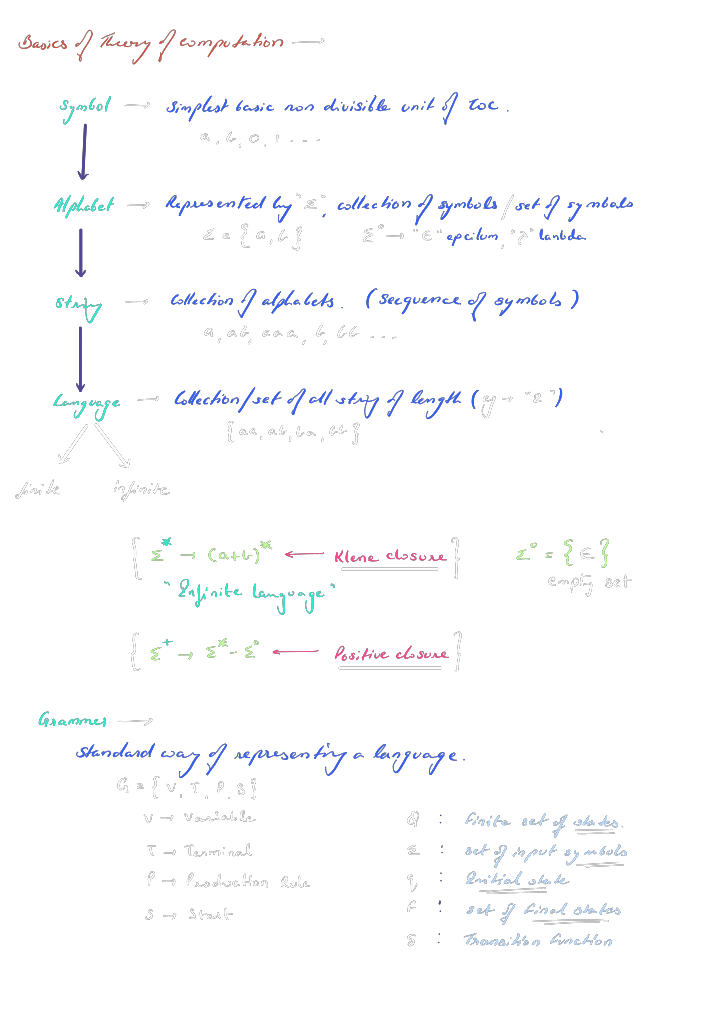 Basics of Theory of computation →
Symbol → Simplest basic non divisible unit of TOC.
a, b, 0, 1 ....
Alphabet → Represented by "Σ", collection of symbols / set of symbols
Σ = {a, b} Σ° → "ϵ" epcilum, "λ" lambda
String → Collection of alphabets. (Secquence of symbols)
a, ab, aaa, b, bb ...
Language → Collection/set of all string of length ( → "Σ")
{aa, ab, ba, bb}
finite infinite
[ Σ* → (a+b)* ← Klene closure ] Σ° = {ϵ}
"Infinite language" empty set
[ Σ⁺ → Σ* - Σ° ← Positive closure ]
Grammer →
Standard way of representing a language.
G = {V, T, P, S}
V → Variable Q : finite set of states.
T → Terminal Σ : set of input symbols
P → Production Rule q : Initial state
S → Start F : set of final states
δ : Transition function